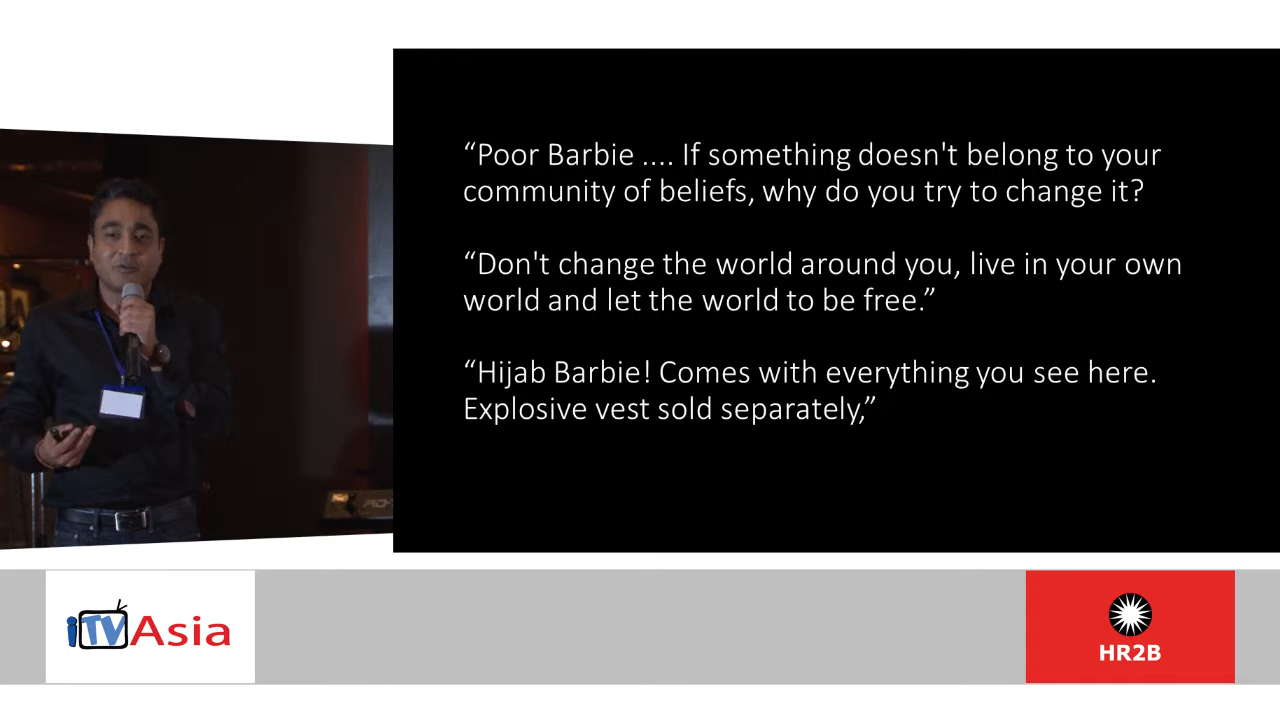 “Poor Barbie .... If something doesn't belong to your
community of beliefs, why do you try to change it?
“Don't change the world around you, live in your own
world and let the world to be free.”
“Hijab Barbie! Comes with everything you see here.
Explosive vest sold separately,”
iTVAsia
HR2B